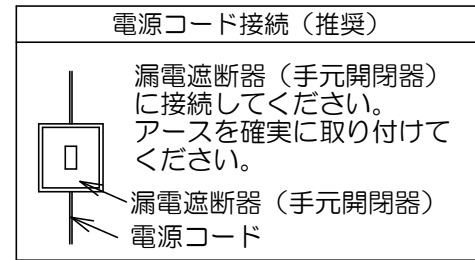 電源コード接続（推奨）
漏電遮断器（手元開閉器）
に接続してください。
アースを確実に取り付けて
ください。
漏電遮断器（手元開閉器）
電源コード